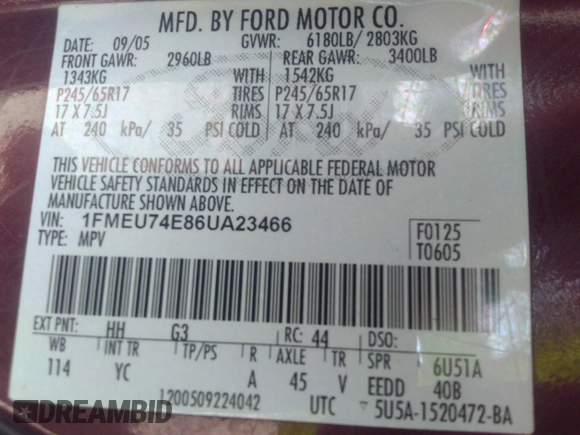 MFD. BY FORD MOTOR CO.
DATE: 09/05 GVWR: 6180LB/ 2803KG
FRONT GAWR: 2960LB REAR GAWR: 3400LB
1343KG WITH 1542KG WITH
P245/65R17 TIRES P245/65R17 TIRES
17 X 7.5J RIMS 17 X 7.5J RIMS
AT 240 kPa/ 35 PSI COLD AT 240 kPa/ 35 PSI COLD
THIS VEHICLE CONFORMS TO ALL APPLICABLE FEDERAL MOTOR
VEHICLE SAFETY STANDARDS IN EFFECT ON THE DATE OF
MANUFACTURE SHOWN ABOVE.
VIN: 1FMEU74E86UA23466 F0125
TYPE: MPV T0605
EXT PNT: HH G3 RC: 44 DSO:
WB INT TR TP/PS R AXLE TR SPR 6U51A
114 YC A 45 V EEDD 40B
1200509224042 UTC ▽ 5U5A-1520472-BA
DREAMBID